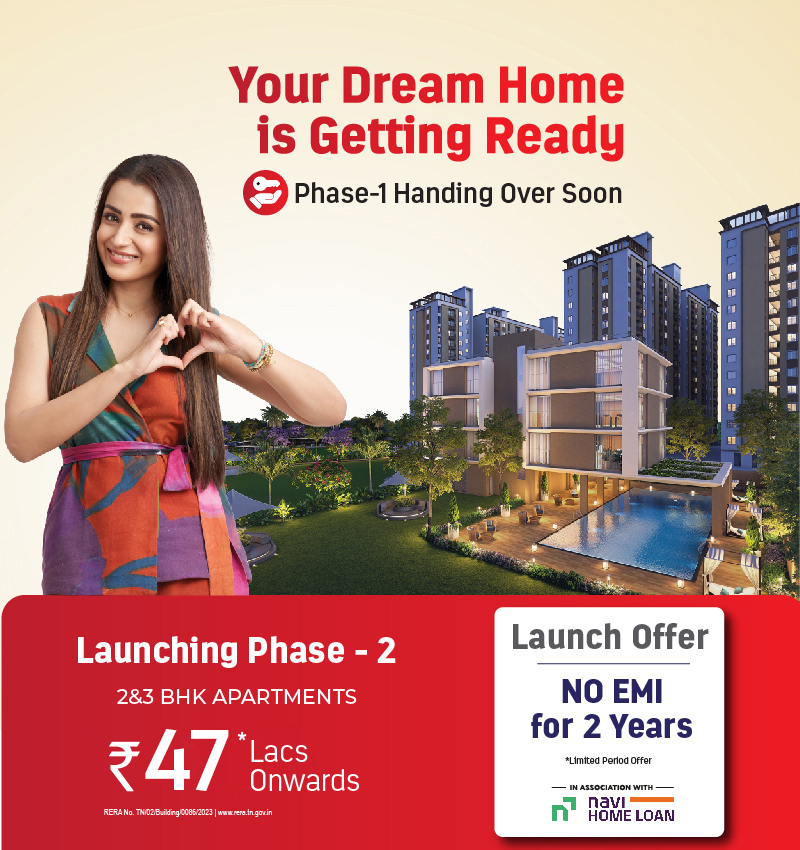 Your Dream Home
is Getting Ready
Phase-1 Handing Over Soon
Launching Phase - 2
2&3 BHK APARTMENTS
₹47* Lacs
Onwards
RERA No. TN/02/Building/0086/2023 | www.rera.tn.gov.in
Launch Offer
NO EMI
for 2 Years
*Limited Period Offer
IN ASSOCIATION WITH
navi
HOME LOAN